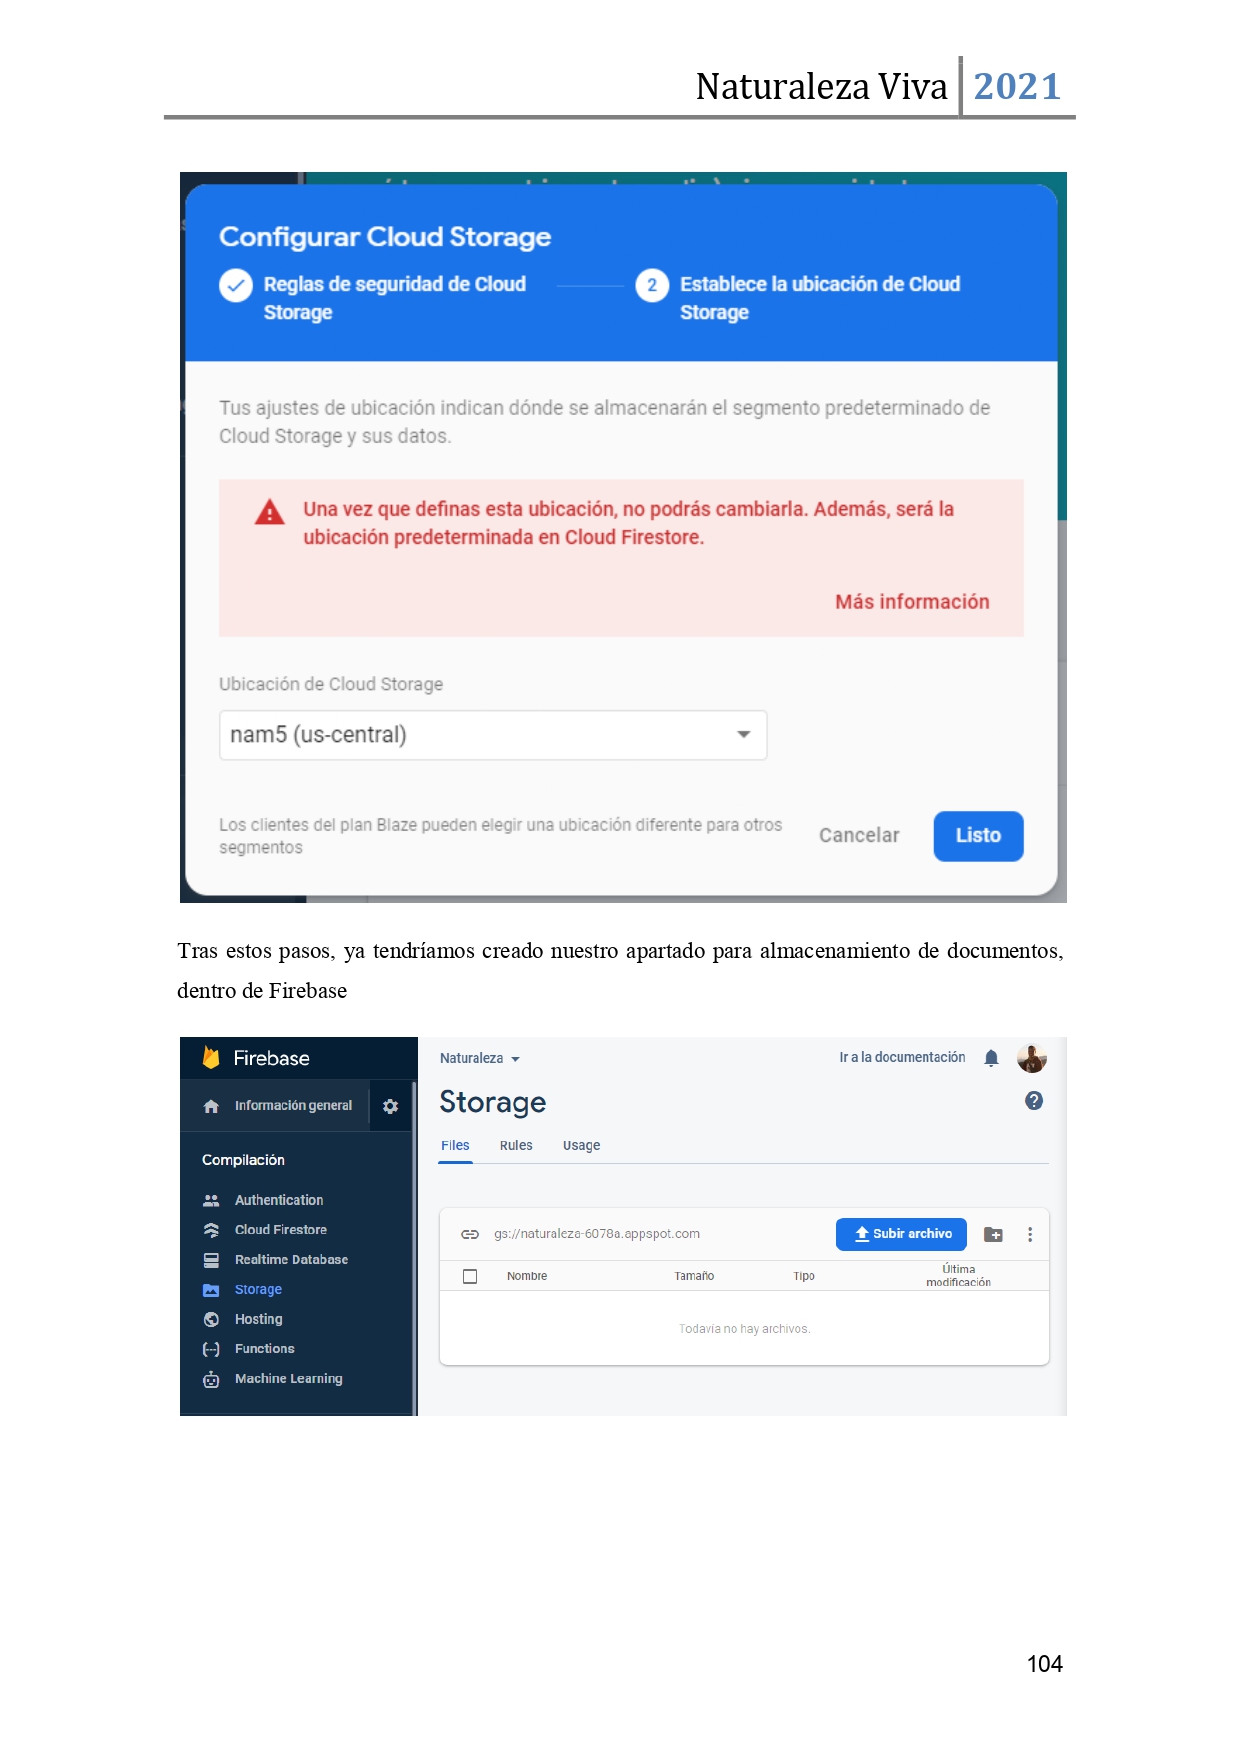 Naturaleza Viva 2021
Configurar Cloud Storage
Reglas de seguridad de Cloud
Storage
2 Establece la ubicación de Cloud
Storage
Tus ajustes de ubicación indican dónde se almacenarán el segmento predeterminado de
Cloud Storage y sus datos.
Una vez que definas esta ubicación, no podrás cambiarla. Además, será la
ubicación predeterminada en Cloud Firestore.
Más información
Ubicación de Cloud Storage
nam5 (us-central)
Los clientes del plan Blaze pueden elegir una ubicación diferente para otros
segmentos
Cancelar
Listo
Tras estos pasos, ya tendríamos creado nuestro apartado para almacenamiento de documentos,
dentro de Firebase
Firebase
Información general
Compilación
Authentication
Cloud Firestore
Realtime Database
Storage
Hosting
Functions
Machine Learning
Naturaleza
Ir a la documentación
Storage
Files Rules Usage
gs://naturaleza-6078a.appspot.com
Subir archivo
Nombre Tamaño Tipo Última
modificación
Todavía no hay archivos.
104